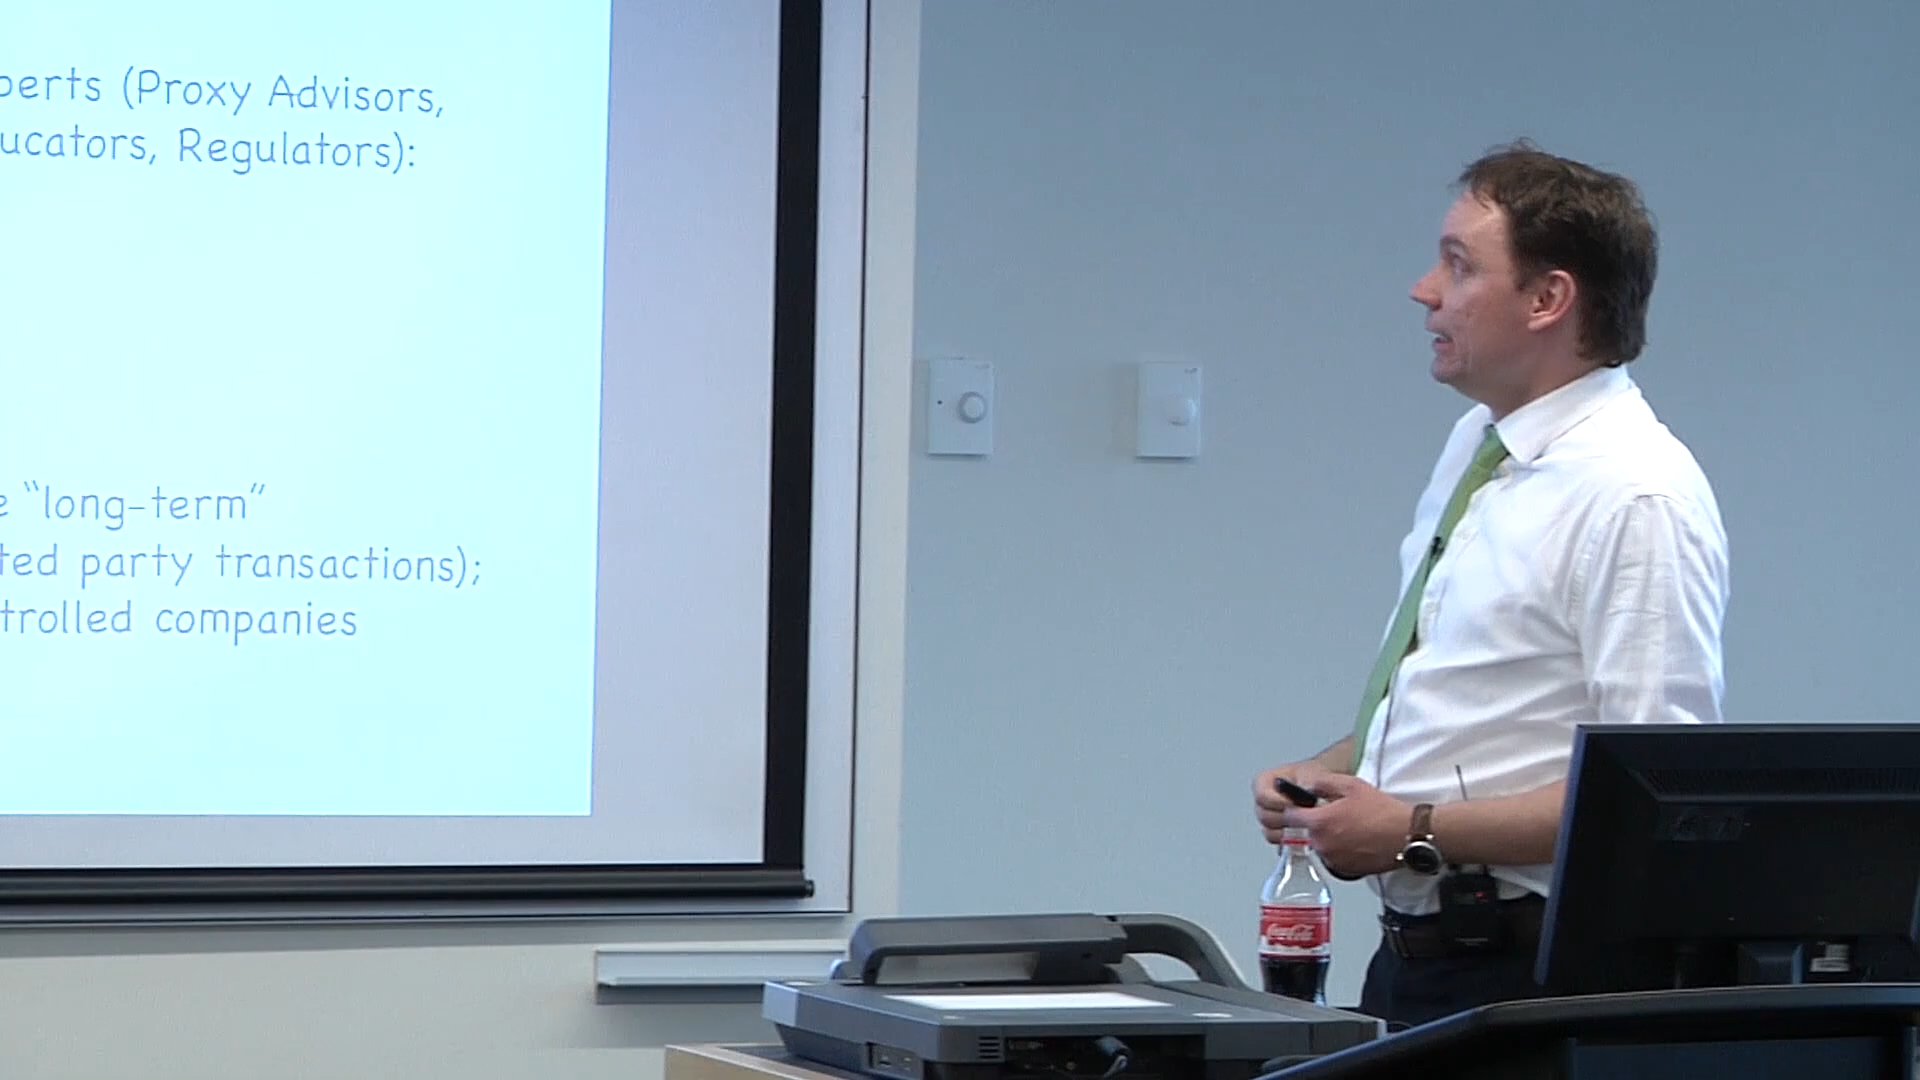 perts (Proxy Advisors,
ucators, Regulators):
e “long-term”
ted party transactions);
trolled companies
Coca-Cola